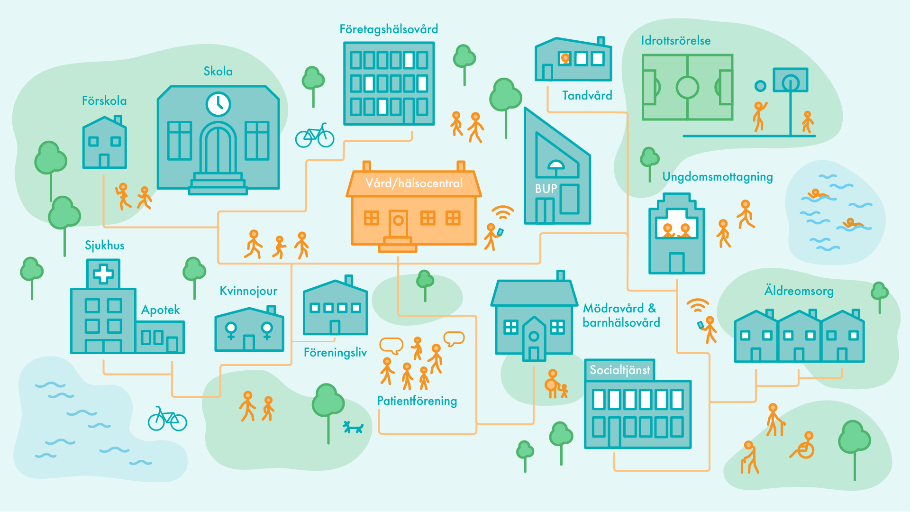 Företagshälsovård
Idrottsrörelse
Skola
Förskola
Tandvård
Vård/hälsocentral
BUP
Ungdomsmottagning
Sjukhus
Kvinnojour
Äldreomsorg
Apotek
Mödravård &
barnhälsovård
Föreningsliv
Socialtjänst
Patientförening